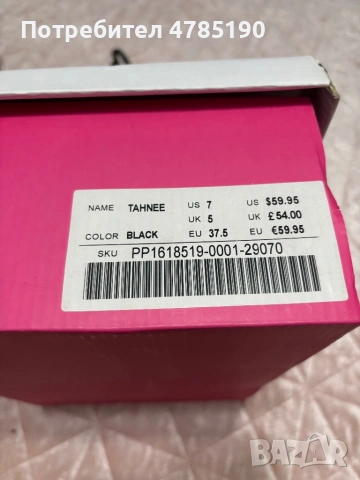 Потребител 4785190
NAME TAHNEE US 7 US $59.95
UK 5 UK £54.00
COLOR BLACK EU 37.5 EU €59.95
SKU PP1618519-0001-29070
BAZAR